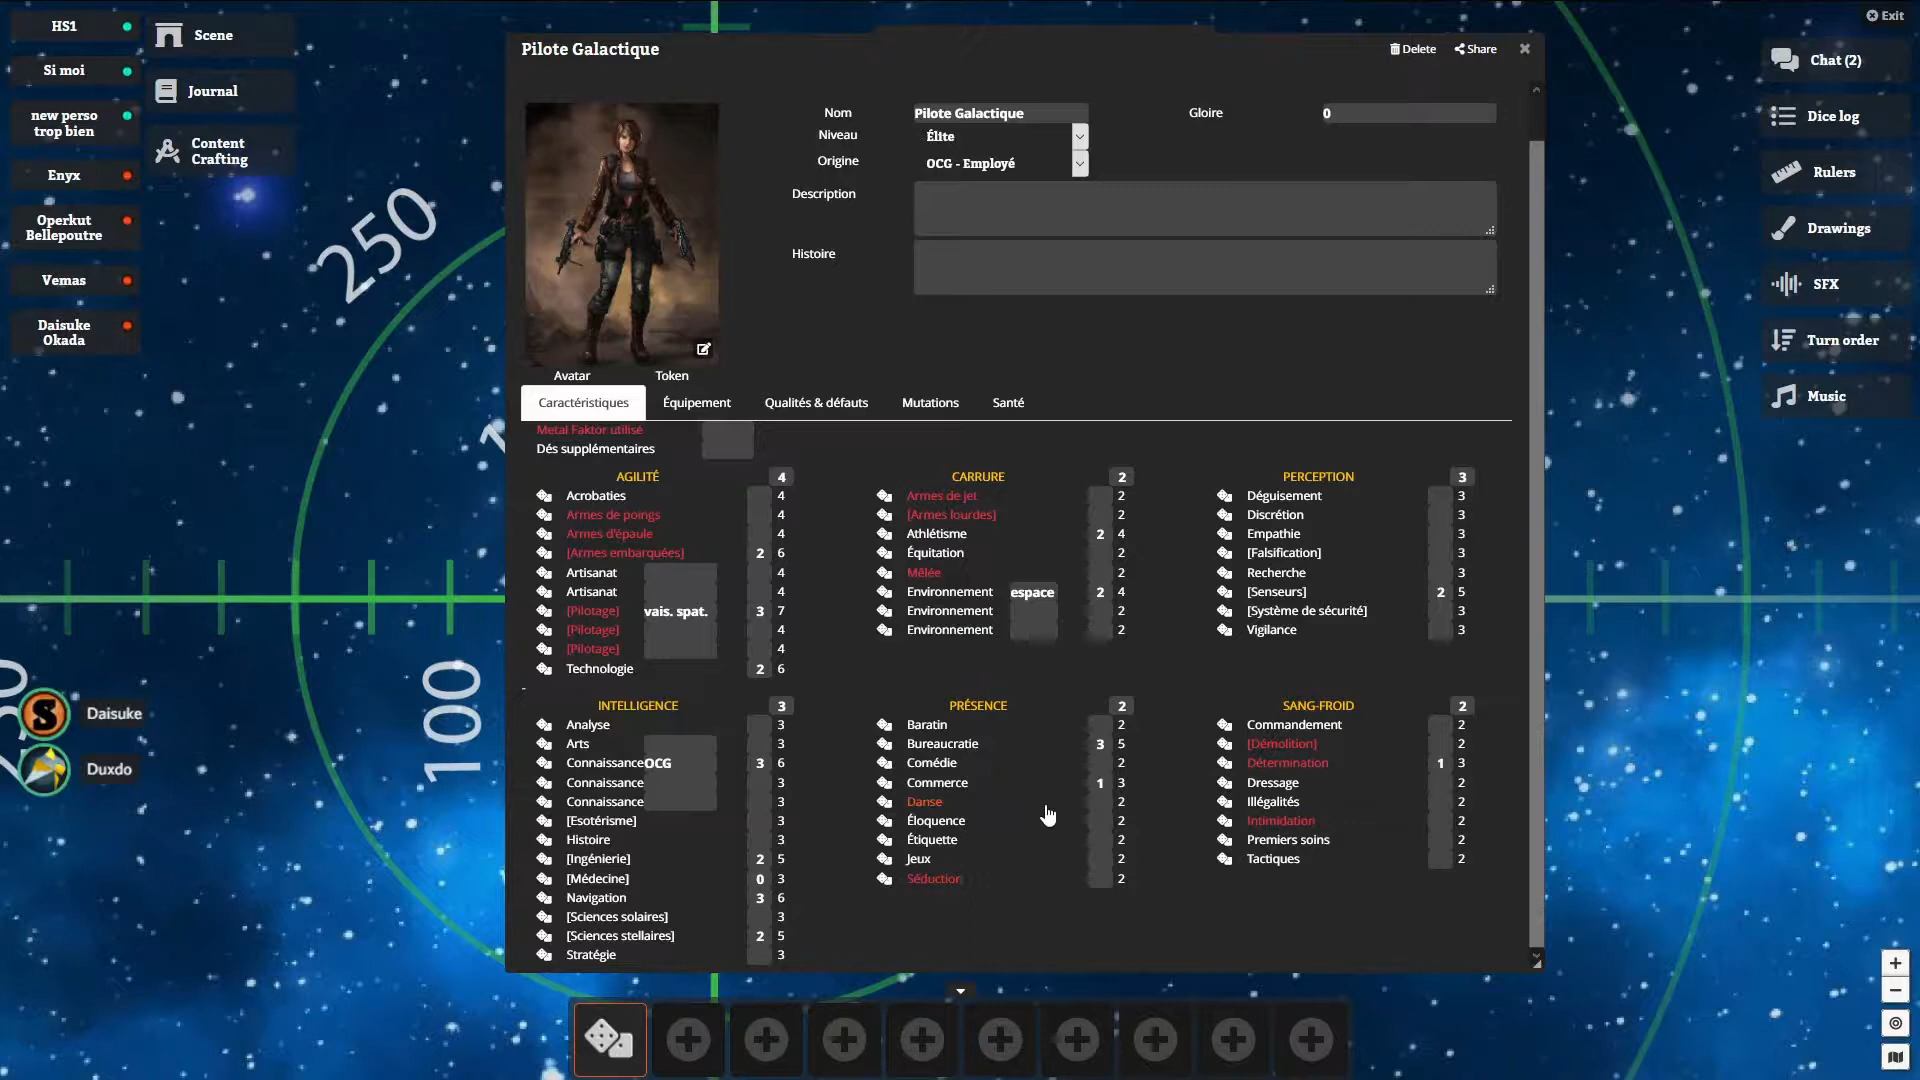 HS1
Si moi
new perso
trop bien
Enyx
Operkut
Bellepoutre
Vemas
Daisuke
Okada
Scene
Journal
Content
Crafting
250
100
Daisuke
Duxdo
Pilote Galactique
Delete
Share
Nom
Pilote Galactique
Gloire
0
Niveau
Élite
Origine
OCG - Employé
Description
Histoire
Avatar
Token
Caractéristiques
Équipement
Qualités & défauts
Mutations
Santé
Metal Faktor utilisé
Dés supplémentaires
AGILITÉ 4
Acrobaties 4
Armes de poings 4
Armes d'épaule 4
[Armes embarquées] 2 6
Artisanat 4
Artisanat 4
[Pilotage] vais. spat. 3 7
[Pilotage] 4
[Pilotage] 4
Technologie 2 6
CARRURE 2
Armes de jet 2
[Armes lourdes] 2
Athlétisme 2 4
Équitation 2
Mêlée 2
Environnement espace 2 4
Environnement 2
Environnement 2
PERCEPTION 3
Déguisement 3
Discrétion 3
Empathie 3
[Falsification] 3
Recherche 3
[Senseurs] 2 5
[Système de sécurité] 3
Vigilance 3
-
INTELLIGENCE 3
Analyse 3
Arts 3
Connaissance OCG 3 6
Connaissance 3
Connaissance 3
[Esotérisme] 3
Histoire 3
[Ingénierie] 2 5
[Médecine] 0 3
Navigation 3 6
[Sciences solaires] 3
[Sciences stellaires] 2 5
Stratégie 3
PRÉSENCE 2
Baratin 2
Bureaucratie 3 5
Comédie 2
Commerce 1 3
Danse 2
Éloquence 2
Étiquette 2
Jeux 2
Séduction 2
SANG-FROID 2
Commandement 2
[Démolition] 2
Détermination 1 3
Dressage 2
Illégalités 2
Intimidation 2
Premiers soins 2
Tactiques 2
Exit
Chat (2)
Dice log
Rulers
Drawings
SFX
Turn order
Music